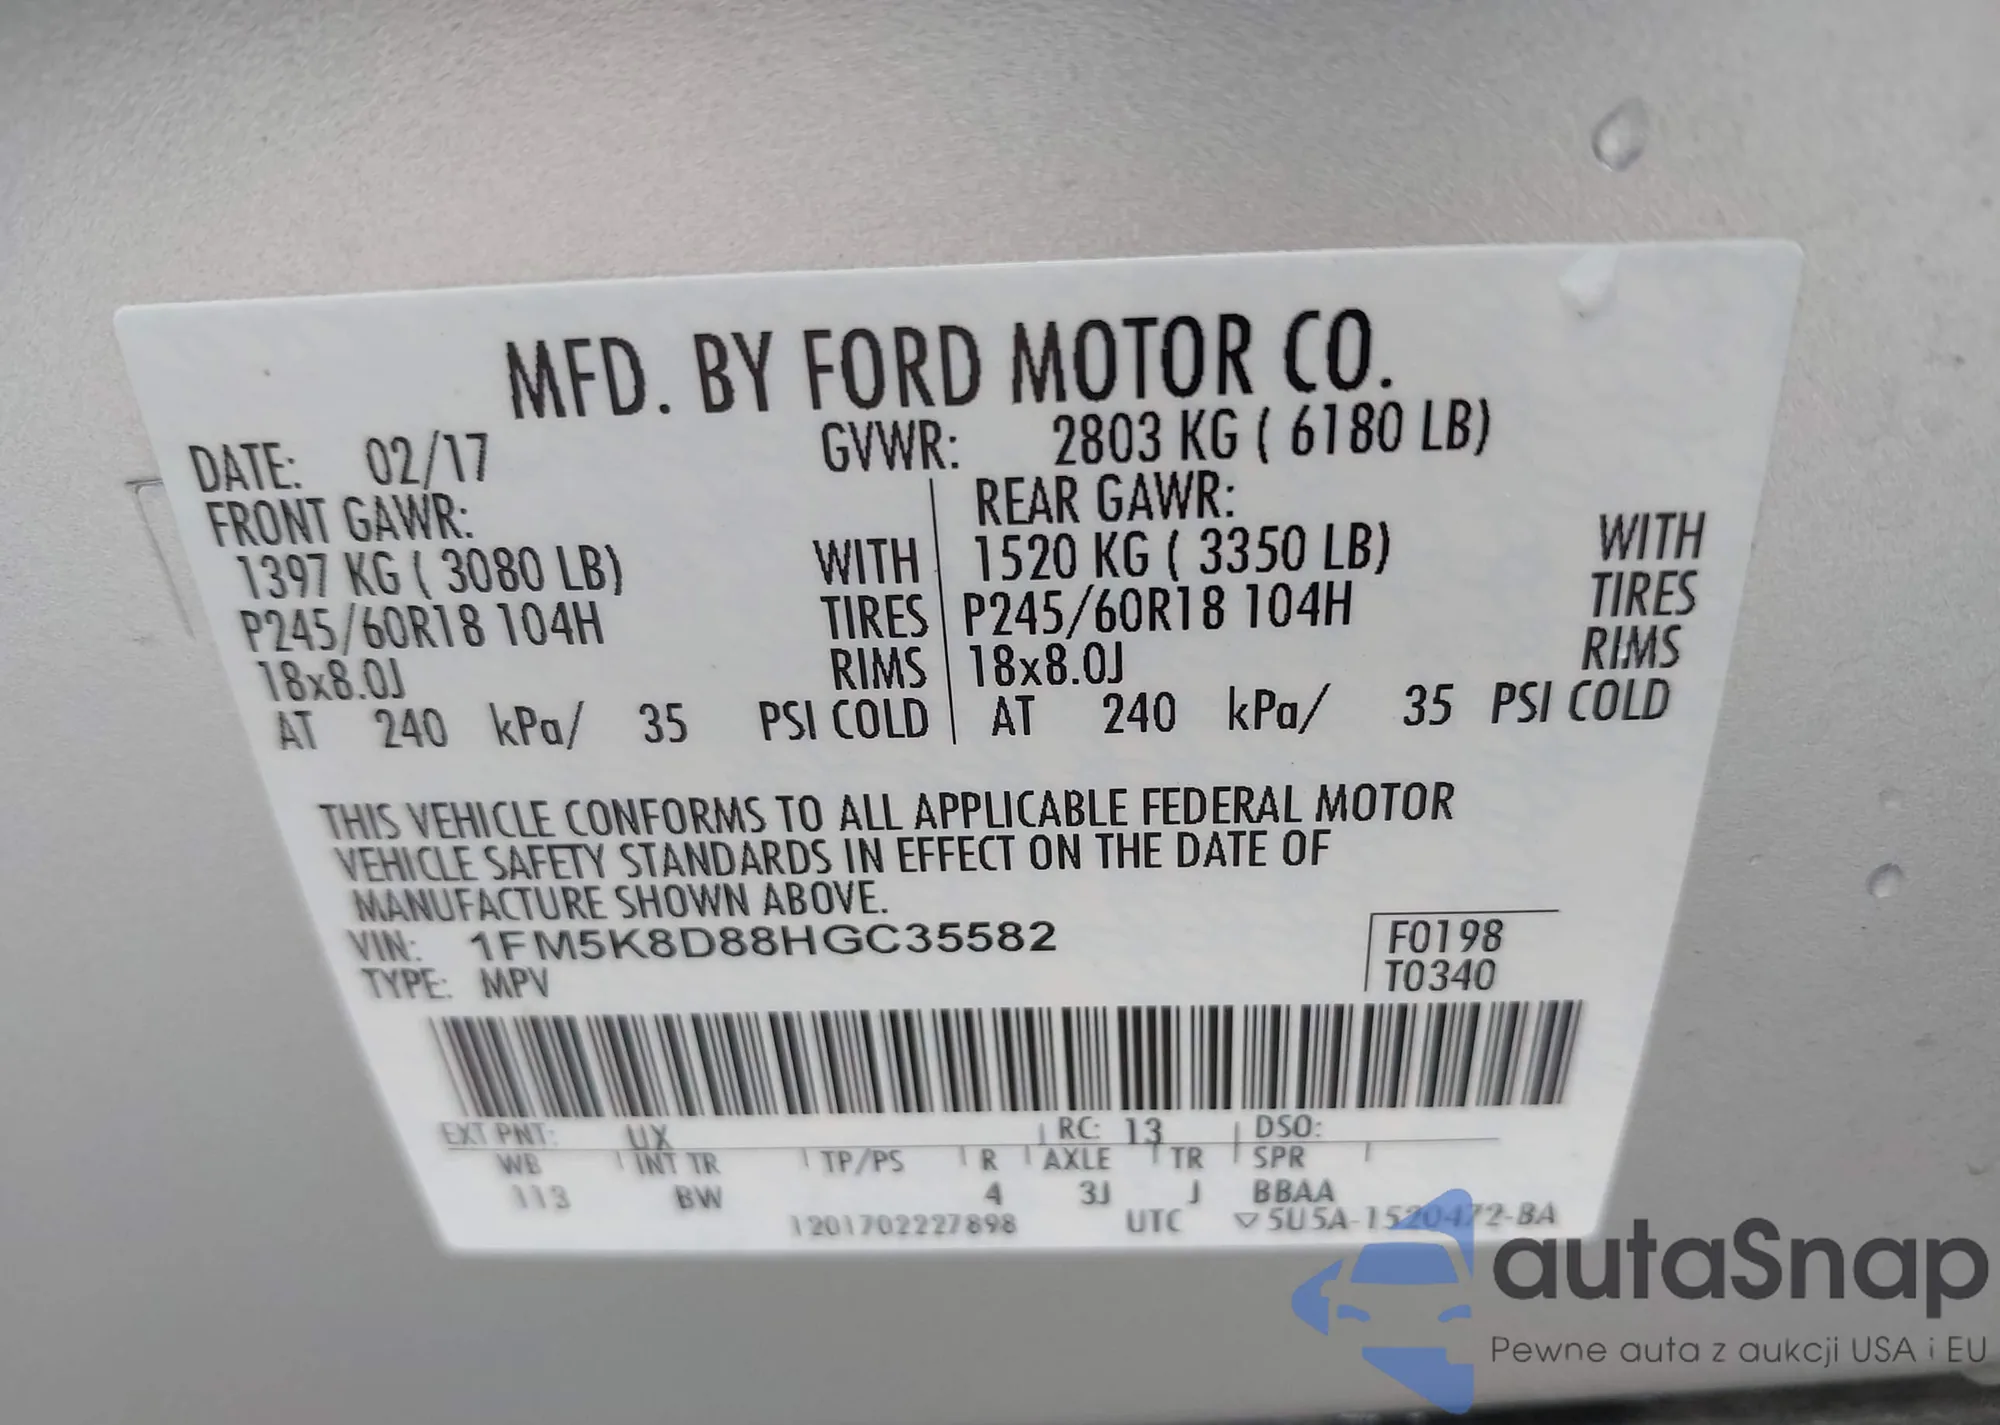 MFD. BY FORD MOTOR CO.
DATE: 02/17 GVWR: 2803 KG ( 6180 LB)
FRONT GAWR: REAR GAWR:
1397 KG ( 3080 LB) WITH 1520 KG ( 3350 LB) WITH
P245/60R18 104H TIRES P245/60R18 104H TIRES
18x8.0J RIMS 18x8.0J RIMS
AT 240 kPa/ 35 PSI COLD AT 240 kPa/ 35 PSI COLD
THIS VEHICLE CONFORMS TO ALL APPLICABLE FEDERAL MOTOR
VEHICLE SAFETY STANDARDS IN EFFECT ON THE DATE OF
MANUFACTURE SHOWN ABOVE.
VIN: 1FM5K8D88HGC35582 F0198
TYPE: MPV T0340
EXT PNT: UX RC: 13 DSO:
WB INT TR TP/PS R AXLE TR SPR
113 BW 4 3J J BBAA
1201702227898 UTC ▽5U5A-1520472-BA
autaSnap
Pewne auta z aukcji USA i EU